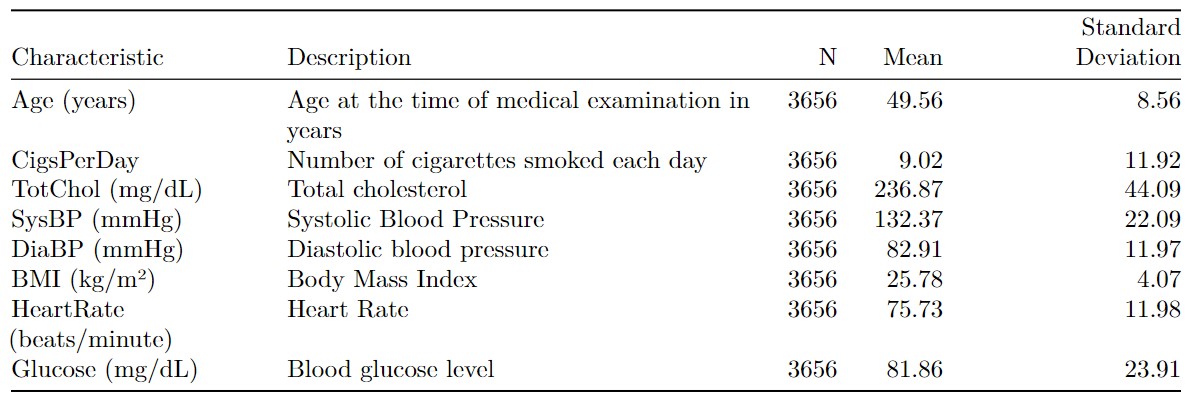 Standard
Characteristic Description N Mean Deviation
Age (years) Age at the time of medical examination in 3656 49.56 8.56
years
CigsPerDay Number of cigarettes smoked each day 3656 9.02 11.92
TotChol (mg/dL) Total cholesterol 3656 236.87 44.09
SysBP (mmHg) Systolic Blood Pressure 3656 132.37 22.09
DiaBP (mmHg) Diastolic blood pressure 3656 82.91 11.97
BMI (kg/m²) Body Mass Index 3656 25.78 4.07
HeartRate Heart Rate 3656 75.73 11.98
(beats/minute)
Glucose (mg/dL) Blood glucose level 3656 81.86 23.91